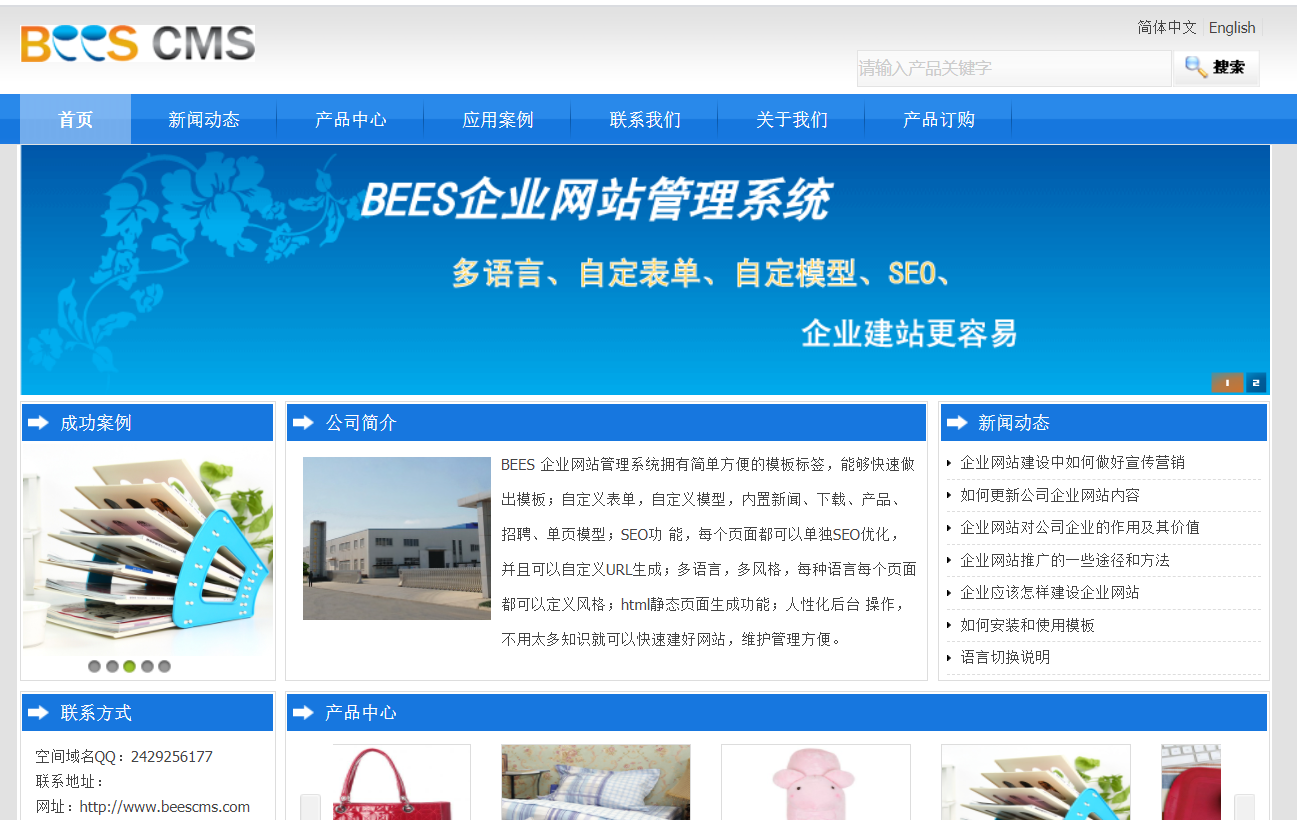 BEES CMS
简体中文 English
请输入产品关键字 搜索
首页 新闻动态 产品中心 应用案例 联系我们 关于我们 产品订购
BEES企业网站管理系统
多语言、自定表单、自定模型、SEO、
企业建站更容易
1 2
成功案例
公司简介
BEES 企业网站管理系统拥有简单方便的模板标签，能够快速做
出模板；自定义表单，自定义模型，内置新闻、下载、产品、
招聘、单页模型；SEO功 能，每个页面都可以单独SEO优化，
并且可以自定义URL生成；多语言，多风格，每种语言每个页面
都可以定义风格；html静态页面生成功能；人性化后台 操作，
不用太多知识就可以快速建好网站，维护管理方便。
新闻动态
企业网站建设中如何做好宣传营销
如何更新公司企业网站内容
企业网站对公司企业的作用及其价值
企业网站推广的一些途径和方法
企业应该怎样建设企业网站
如何安装和使用模板
语言切换说明
联系方式
空间域名QQ：2429256177
联系地址：
网址：http://www.beescms.com
产品中心